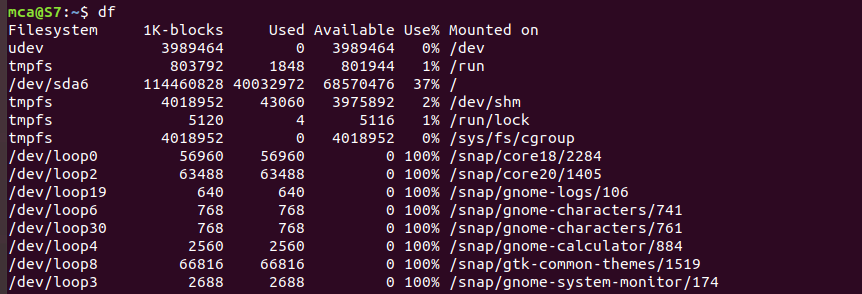 mca@S7:~$ df
Filesystem     1K-blocks     Used Available Use% Mounted on
udev             3989464        0   3989464   0% /dev
tmpfs             803792     1848    801944   1% /run
/dev/sda6      114460828 40032972  68570476  37% /
tmpfs            4018952    43060   3975892   2% /dev/shm
tmpfs               5120        4      5116   1% /run/lock
tmpfs            4018952        0   4018952   0% /sys/fs/cgroup
/dev/loop0         56960    56960         0 100% /snap/core18/2284
/dev/loop2         63488    63488         0 100% /snap/core20/1405
/dev/loop19          640      640         0 100% /snap/gnome-logs/106
/dev/loop6           768      768         0 100% /snap/gnome-characters/741
/dev/loop30          768      768         0 100% /snap/gnome-characters/761
/dev/loop4          2560     2560         0 100% /snap/gnome-calculator/884
/dev/loop8         66816    66816         0 100% /snap/gtk-common-themes/1519
/dev/loop3          2688     2688         0 100% /snap/gnome-system-monitor/174